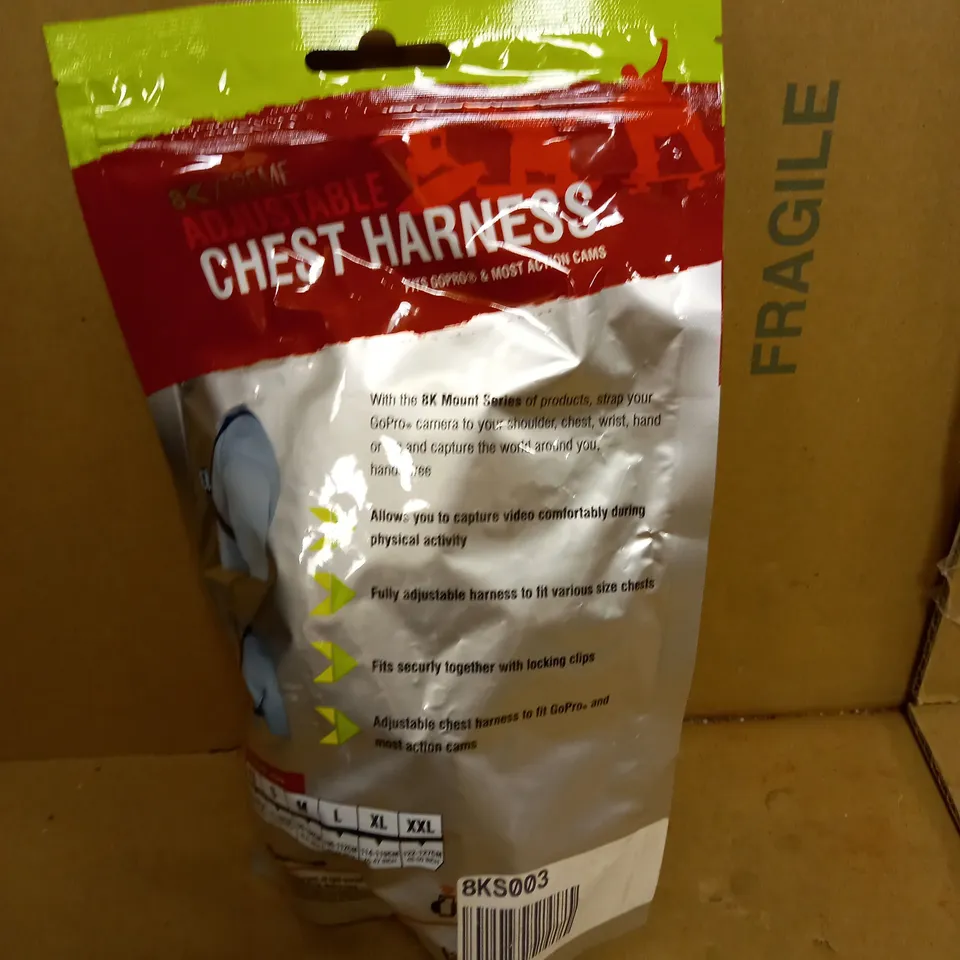 8K
ADJUSTABLE
CHEST HARNESS
FITS GOPRO® & MOST ACTION CAMS
With the 8K Mount Series of products, strap your
GoPro® camera to your shoulder, chest, wrist, hand
or and capture the world around you,
Allows you to capture video comfortably during
physical activity
Fully adjustable harness to fit various size chests
Fits securly together with locking clips
Adjustable chest harness to fit GoPro® and
most action cams
S M L XL XXL
8KS003
FRAGILE